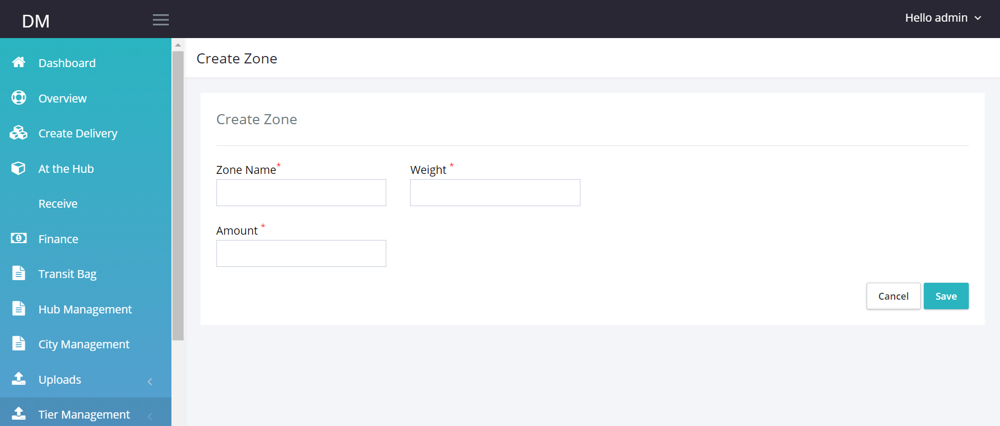 DM
Hello admin
Dashboard
Overview
Create Delivery
At the Hub
Receive
Finance
Transit Bag
Hub Management
City Management
Uploads
Tier Management
Create Zone
Create Zone
Zone Name*
Weight *
Amount *
Cancel
Save